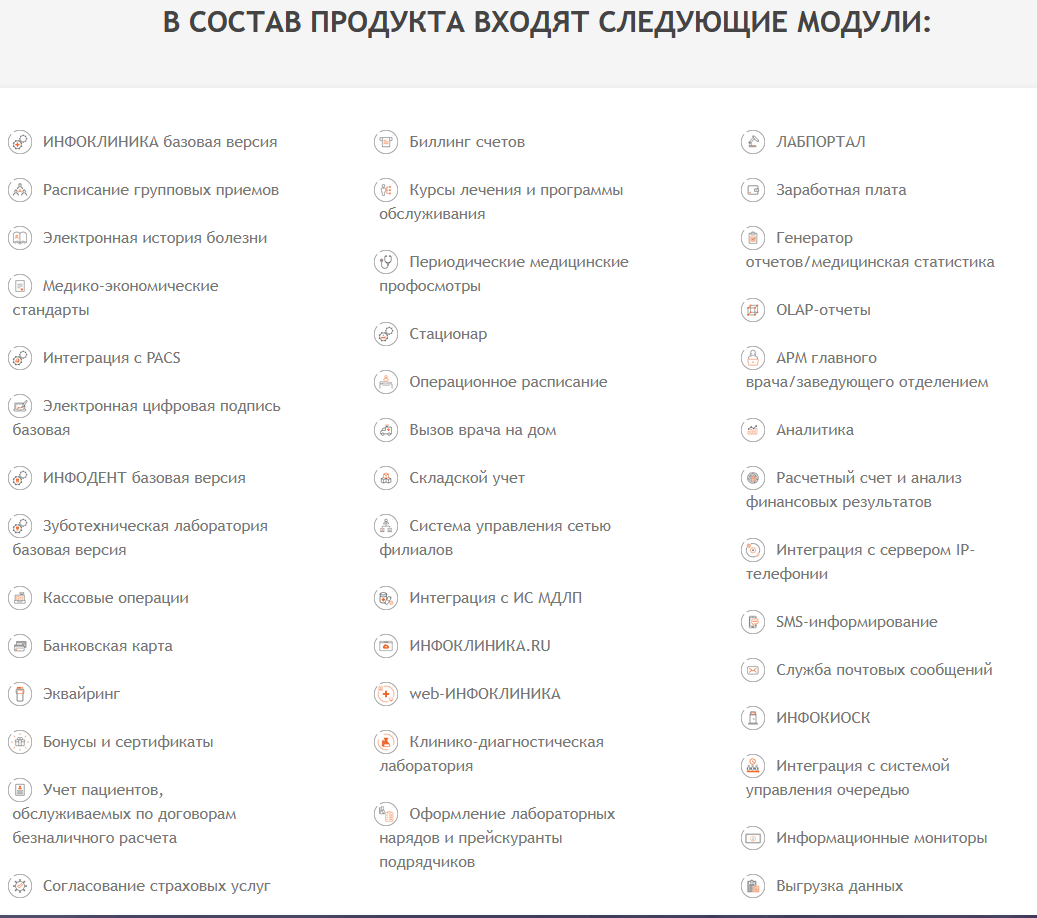 В СОСТАВ ПРОДУКТА ВХОДЯТ СЛЕДУЮЩИЕ МОДУЛИ:
ИНФОКЛИНИКА базовая версия
Расписание групповых приемов
Электронная история болезни
Медико-экономические
стандарты
Интеграция с PACS
Электронная цифровая подпись
базовая
ИНФОДЕНТ базовая версия
Зуботехническая лаборатория
базовая версия
Кассовые операции
Банковская карта
Эквайринг
Бонусы и сертификаты
Учет пациентов,
обслуживаемых по договорам
безналичного расчета
Согласование страховых услуг
Биллинг счетов
Курсы лечения и программы
обслуживания
Периодические медицинские
профосмотры
Стационар
Операционное расписание
Вызов врача на дом
Складской учет
Система управления сетью
филиалов
Интеграция с ИС МДЛП
ИНФОКЛИНИКА.RU
web-ИНФОКЛИНИКА
Клинико-диагностическая
лаборатория
Оформление лабораторных
нарядов и прейскуранты
подрядчиков
ЛАБПОРТАЛ
Заработная плата
Генератор
отчетов/медицинская статистика
OLAP-отчеты
АРМ главного
врача/заведующего отделением
Аналитика
Расчетный счет и анализ
финансовых результатов
Интеграция с сервером IP-
телефонии
SMS-информирование
Служба почтовых сообщений
ИНФОКИОСК
Интеграция с системой
управления очередью
Информационные мониторы
Выгрузка данных